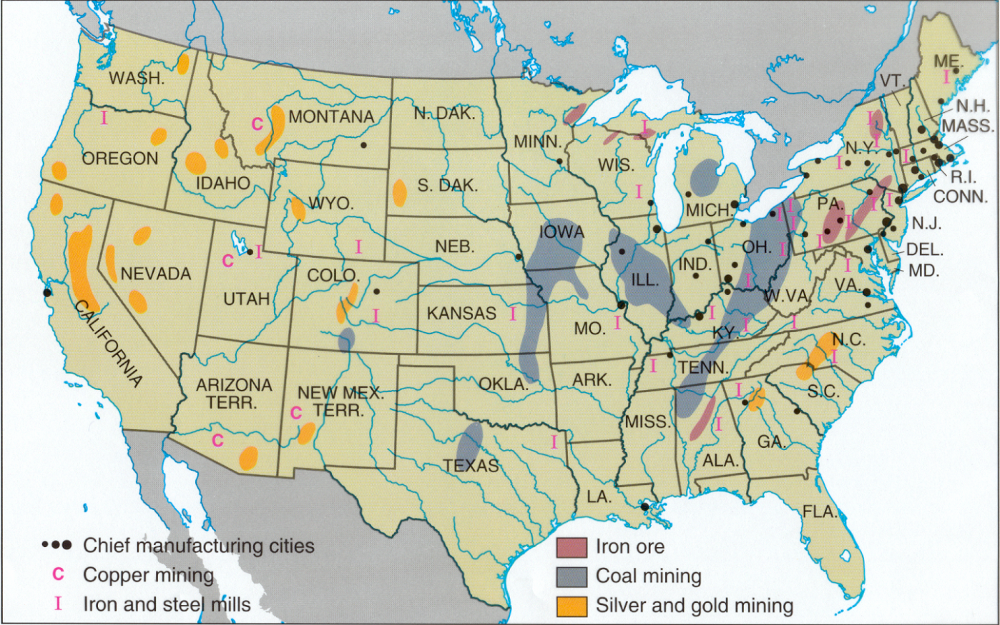 WASH.
MONTANA
C
N. DAK.
MINN.
ME.
I
VT.
N.H.
MASS.
I
OREGON
IDAHO
WYO.
S. DAK.
WIS.
I
I
MICH.
N.Y.
I
I
I
I
R.I.
CONN.
NEVADA
C
I
UTAH
COLO.
I
I
NEB.
IOWA
ILL.
IND.
OH.
I
I
I
I
I
PA.
I
I
I
I
N.J.
DEL.
MD.
CALIFORNIA
KANSAS
I
MO.
I
KY.
I
I
W.VA.
VA.
I
I
ARIZONA
TERR.
C
NEW MEX.
TERR.
C
OKLA.
ARK.
TENN.
I
N.C.
I
S.C.
TEXAS
I
LA.
MISS.
ALA.
I
GA.
I
FLA.
Chief manufacturing cities
C Copper mining
I Iron and steel mills
Iron ore
Coal mining
Silver and gold mining